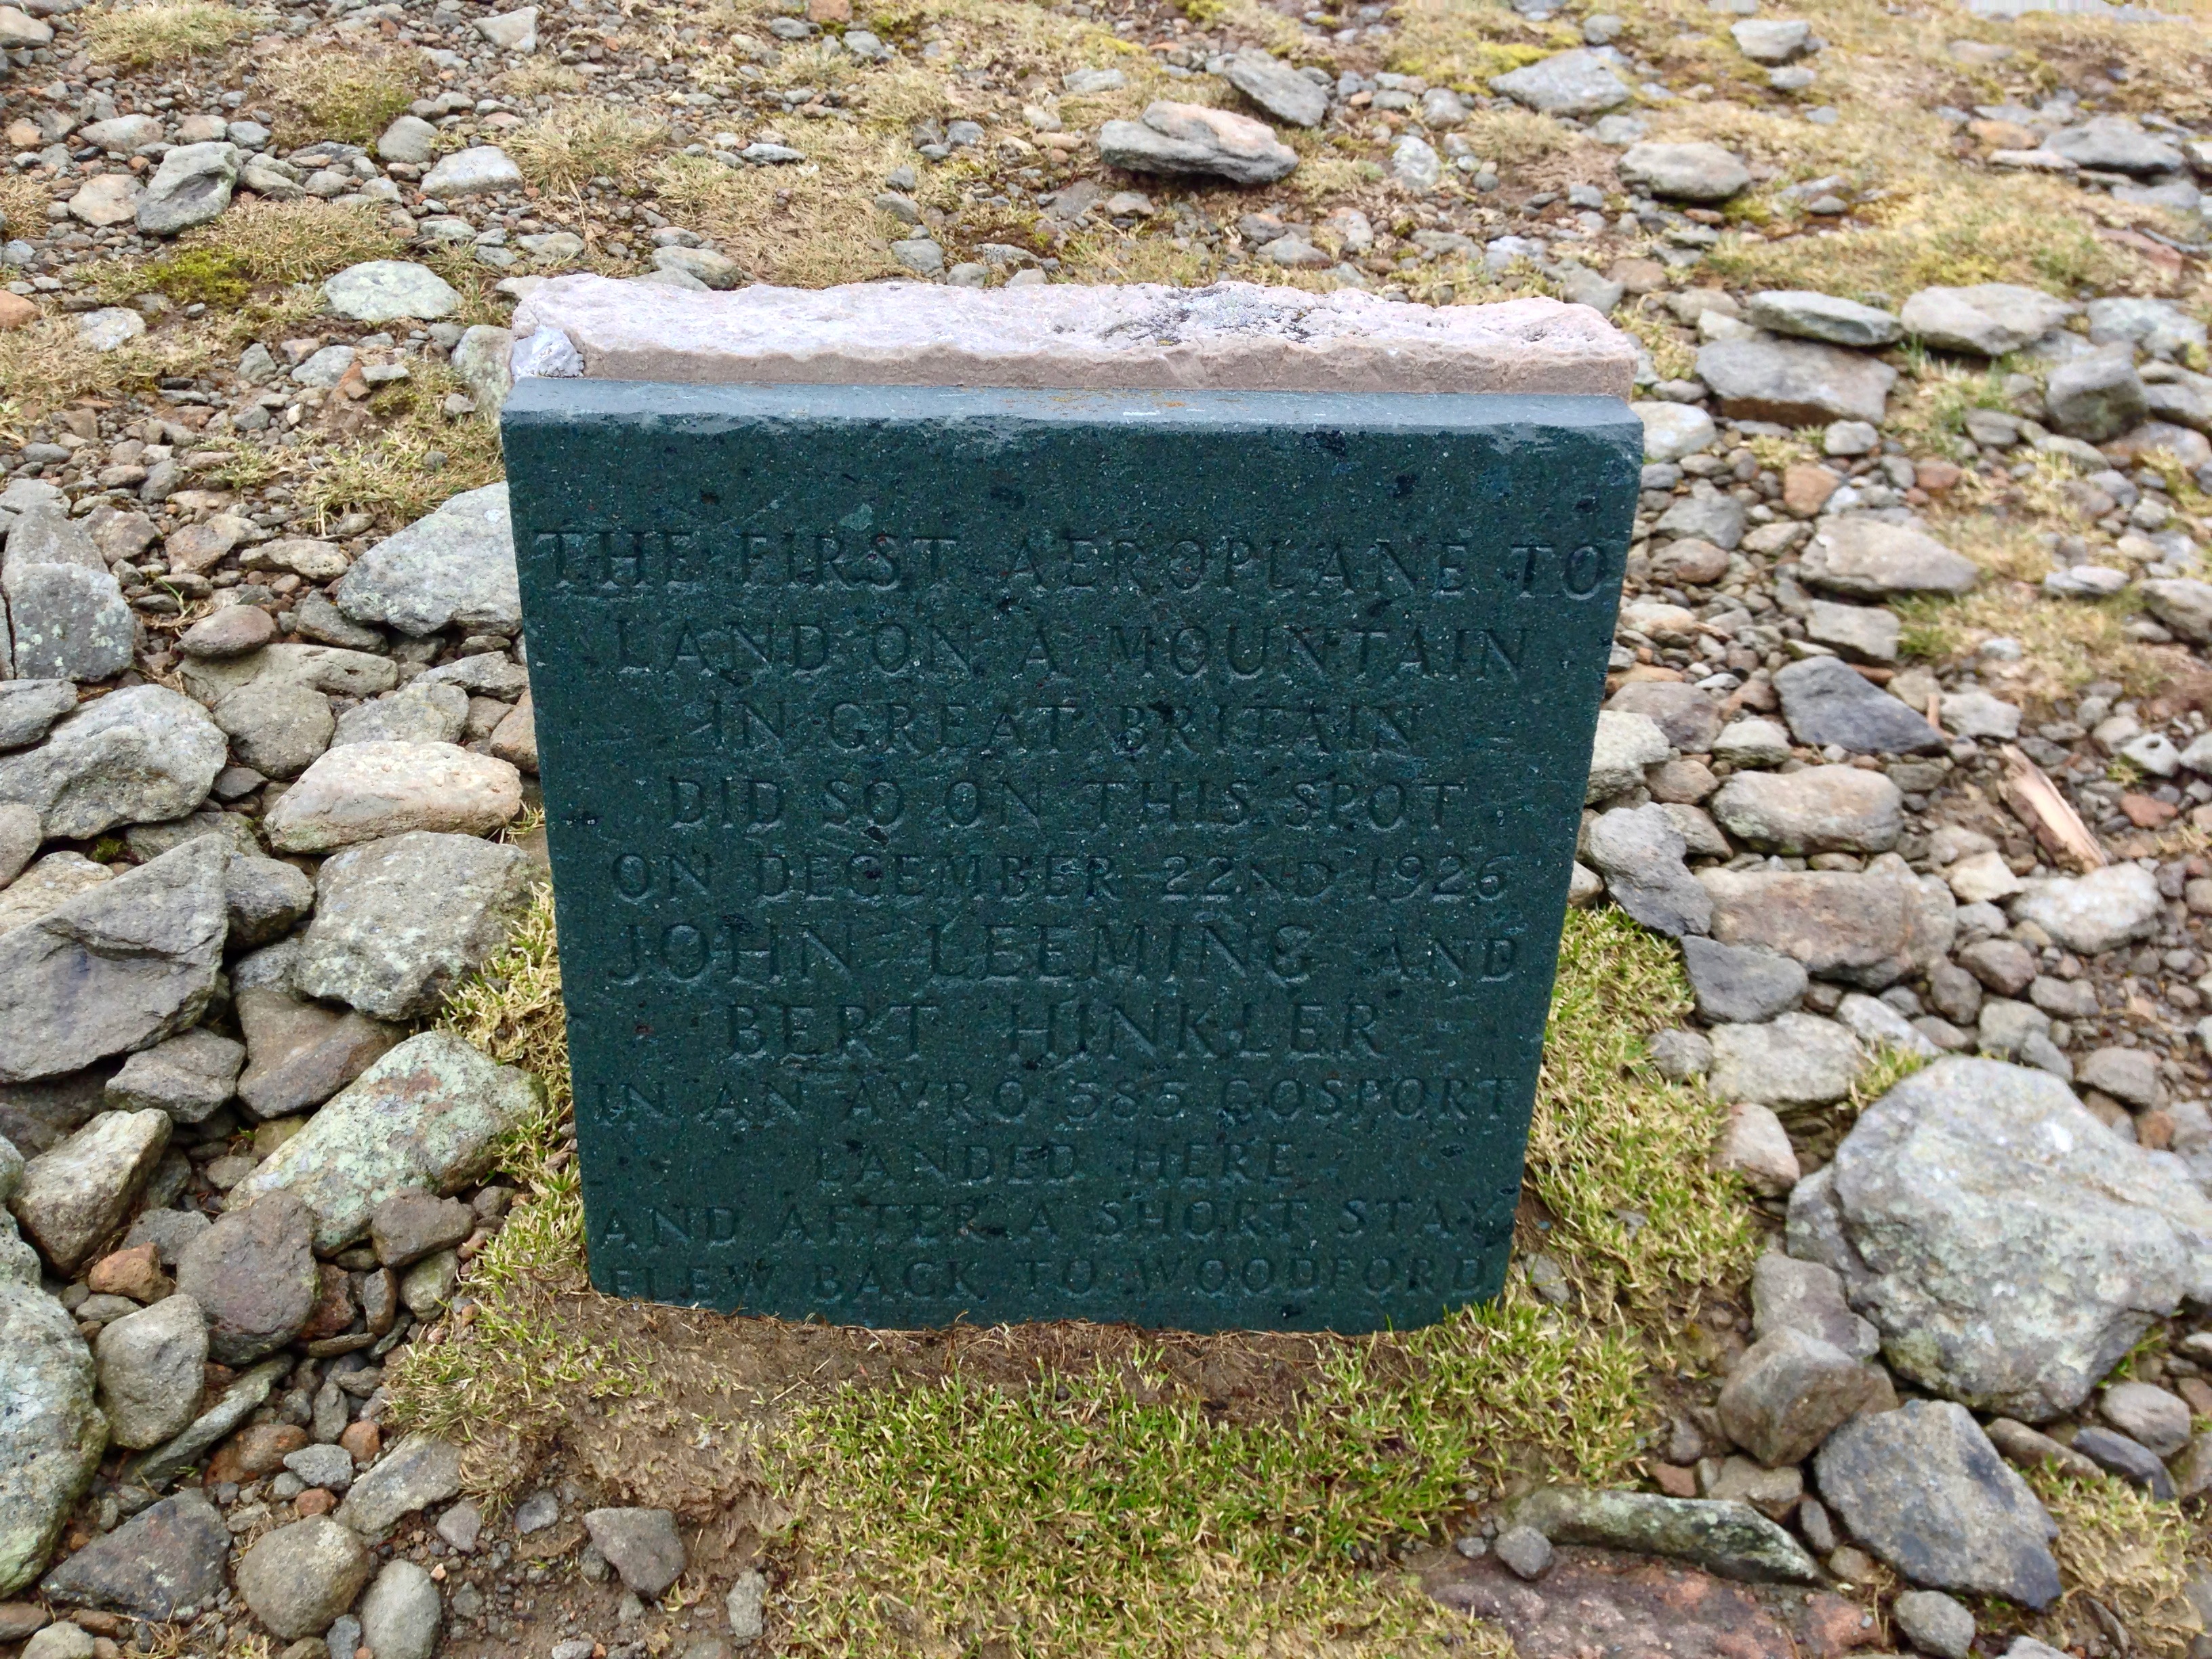 THE FIRST AEROPLANE TO
LAND ON A MOUNTAIN
IN GREAT BRITAIN
DID SO ON THIS SPOT
ON DECEMBER 22ND 1926
JOHN LEEMING AND
BERT HINKLER
IN AN AVRO 585 GOSPORT
LANDED HERE
AND AFTER A SHORT STAY
FLEW BACK TO WOODFORD